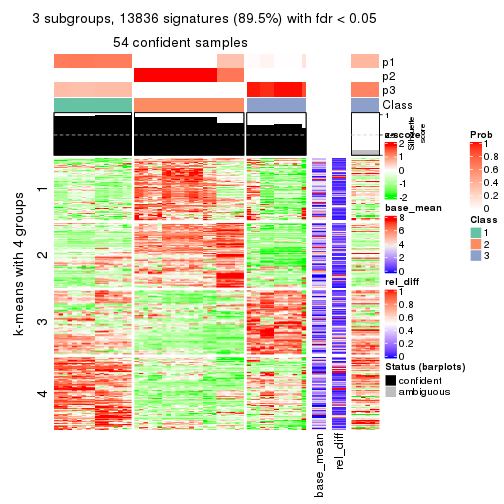 3 subgroups, 13836 signatures (89.5%) with fdr < 0.05
54 confident samples
p1
p2
p3
Class
1
Silhouette
score
k-means with 4 groups
1
2
3
4
base_mean
rel_diff
z-score
2
1
0
-1
-2
base_mean
8
6
4
2
0
rel_diff
1
0.8
0.6
0.4
0.2
0
Status (barplots)
confident
ambiguous
Prob
1
0.8
0.6
0.4
0.2
0
Class
1
2
3